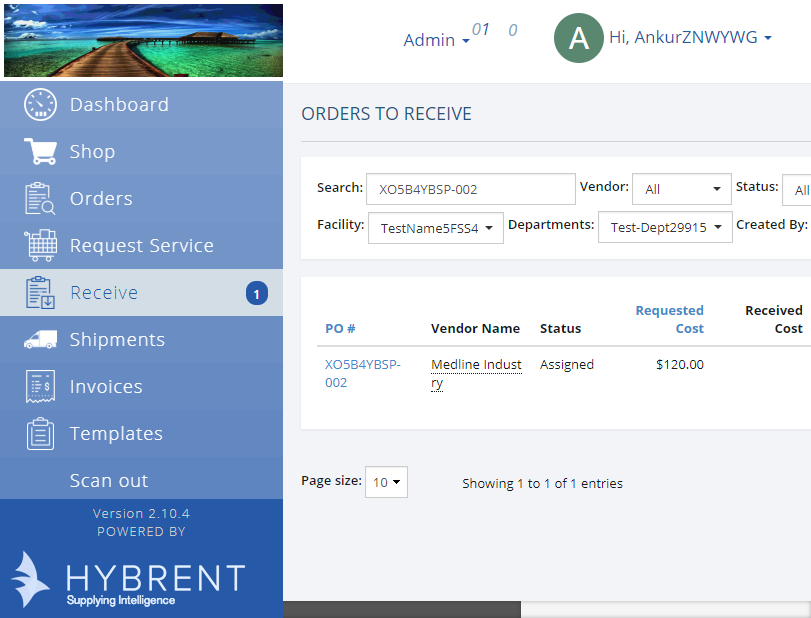 Admin 01 0
A Hi, AnkurZNWYWG
Dashboard
Shop
Orders
Request Service
Receive 1
Shipments
Invoices
Templates
Scan out
Version 2.10.4
POWERED BY
HYBRENT
Supplying Intelligence
ORDERS TO RECEIVE
Search: XO5B4YBSP-002 Vendor: All Status: All
Facility: TestName5FSS4 Departments: Test-Dept29915 Created By:
Requested Received
PO # Vendor Name Status Cost Cost
XO5B4YBSP- Medline Indust Assigned $120.00
002 ry
Page size: 10 Showing 1 to 1 of 1 entries